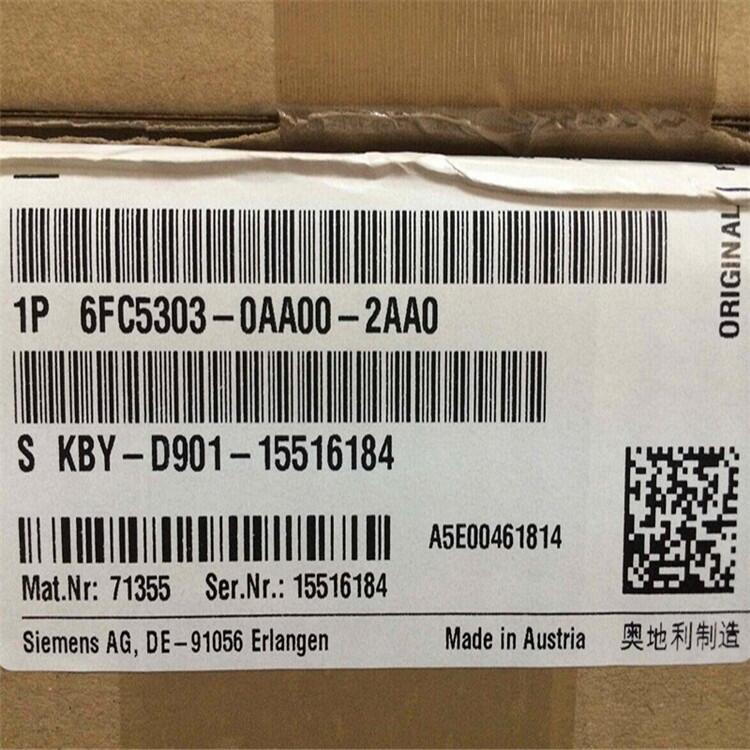 1P 6FC5303-0AA00-2AA0
S KBY-D901-15516184
A5E00461814
Mat.Nr: 71355 Ser.Nr.: 15516184
Siemens AG, DE-91056 Erlangen Made in Austria 奥地利制造
ORIGINAL